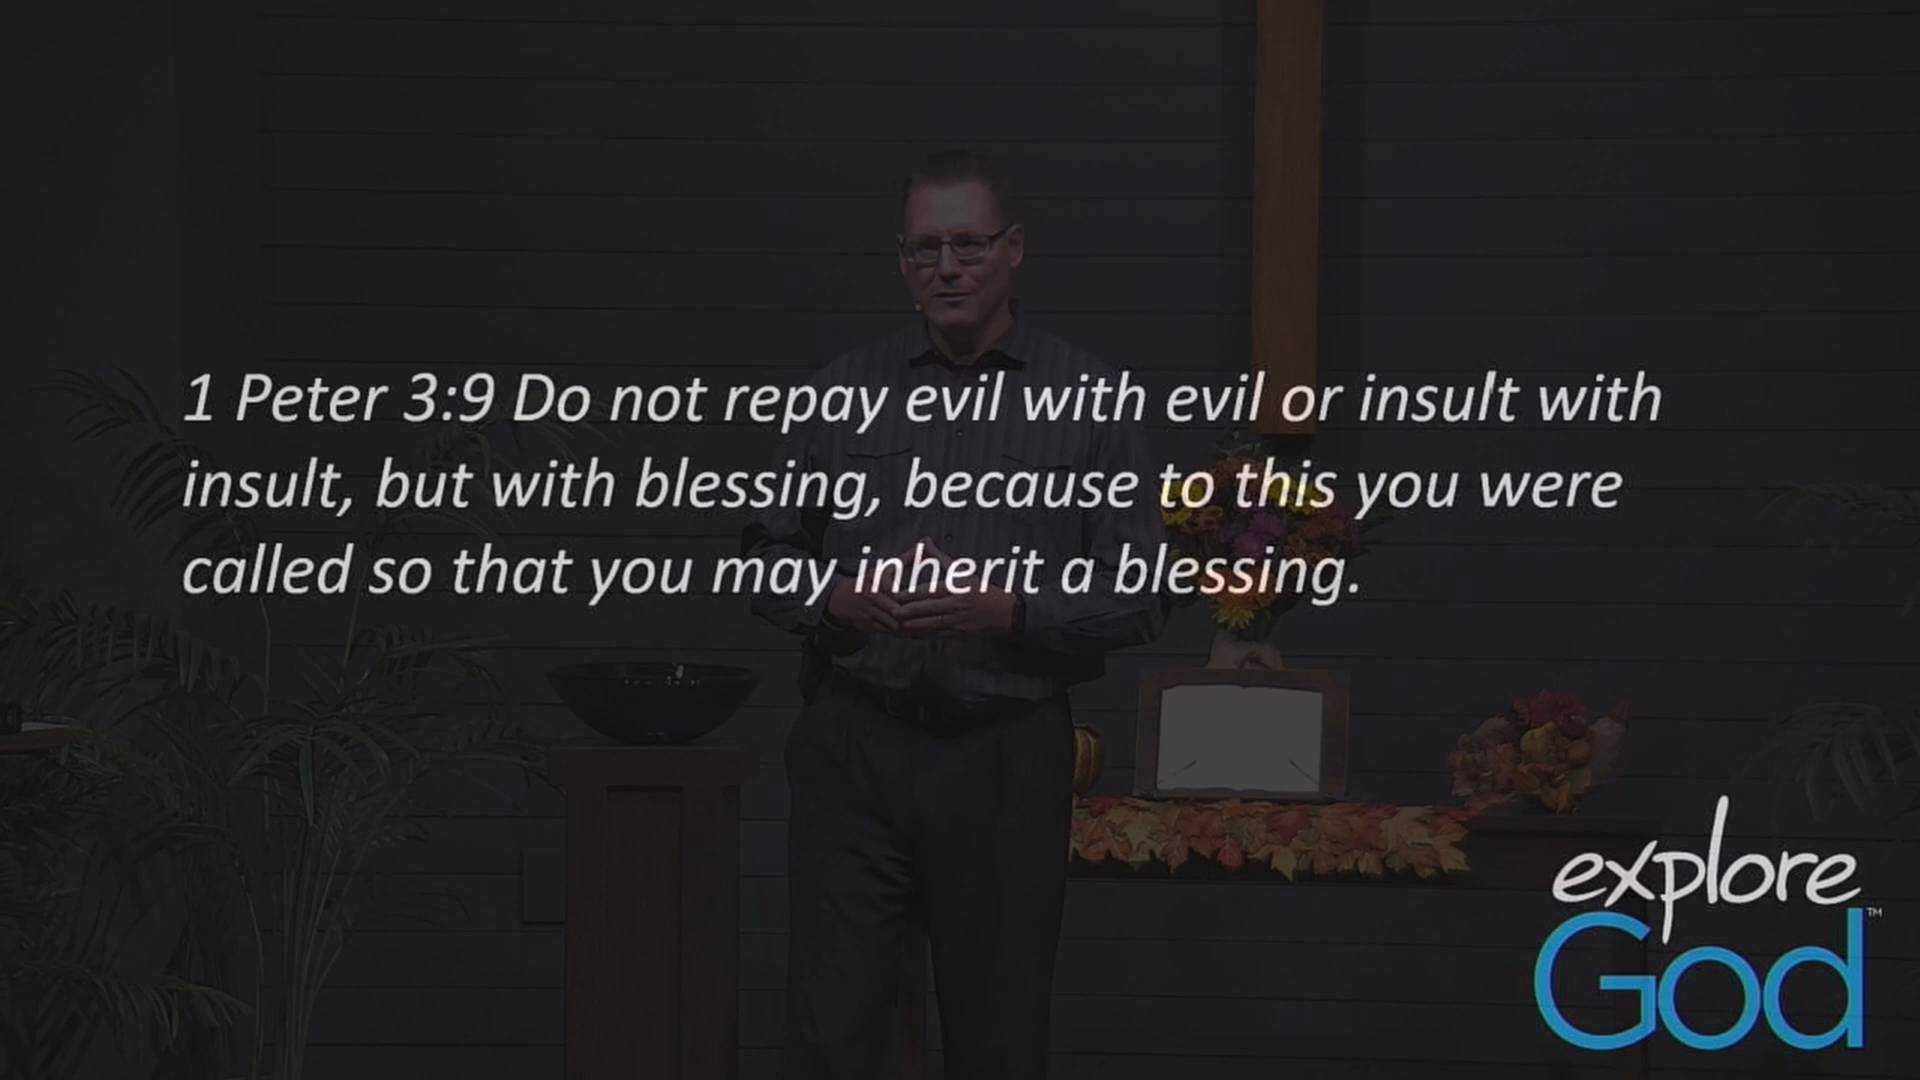 1 Peter 3:9 Do not repay evil with evil or insult with
insult, but with blessing, because to this you were
called so that you may inherit a blessing.
explore
God™